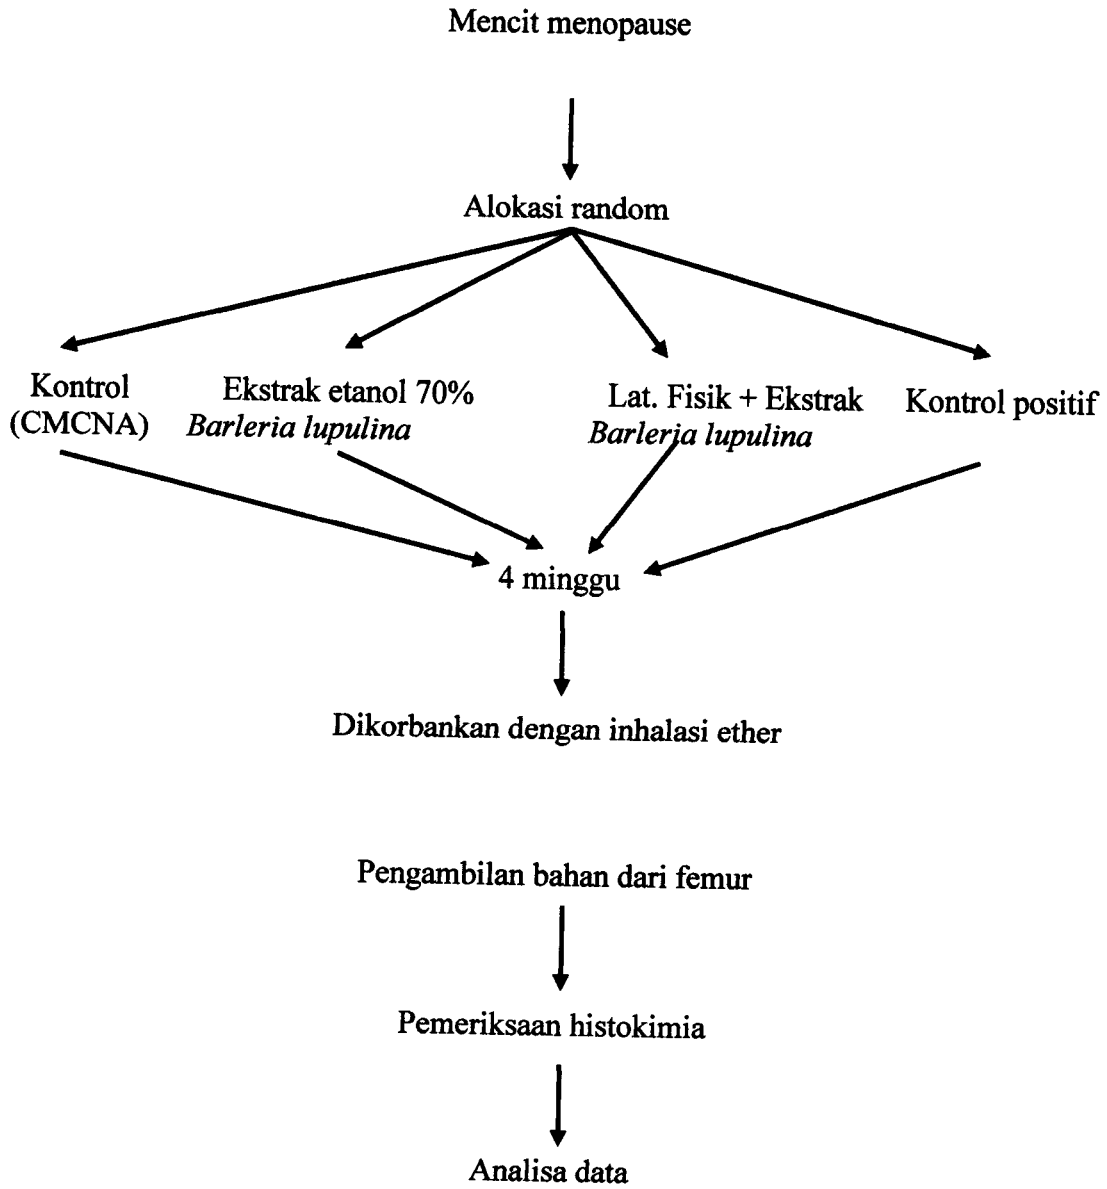 Mencit menopause
Alokasi random
Kontrol
(CMCNA)
Ekstrak etanol 70%
Barleria lupulina
Lat. Fisik + Ekstrak
Barleria lupulina
Kontrol positif
4 minggu
Dikorbankan dengan inhalasi ether
Pengambilan bahan dari femur
Pemeriksaan histokimia
Analisa data